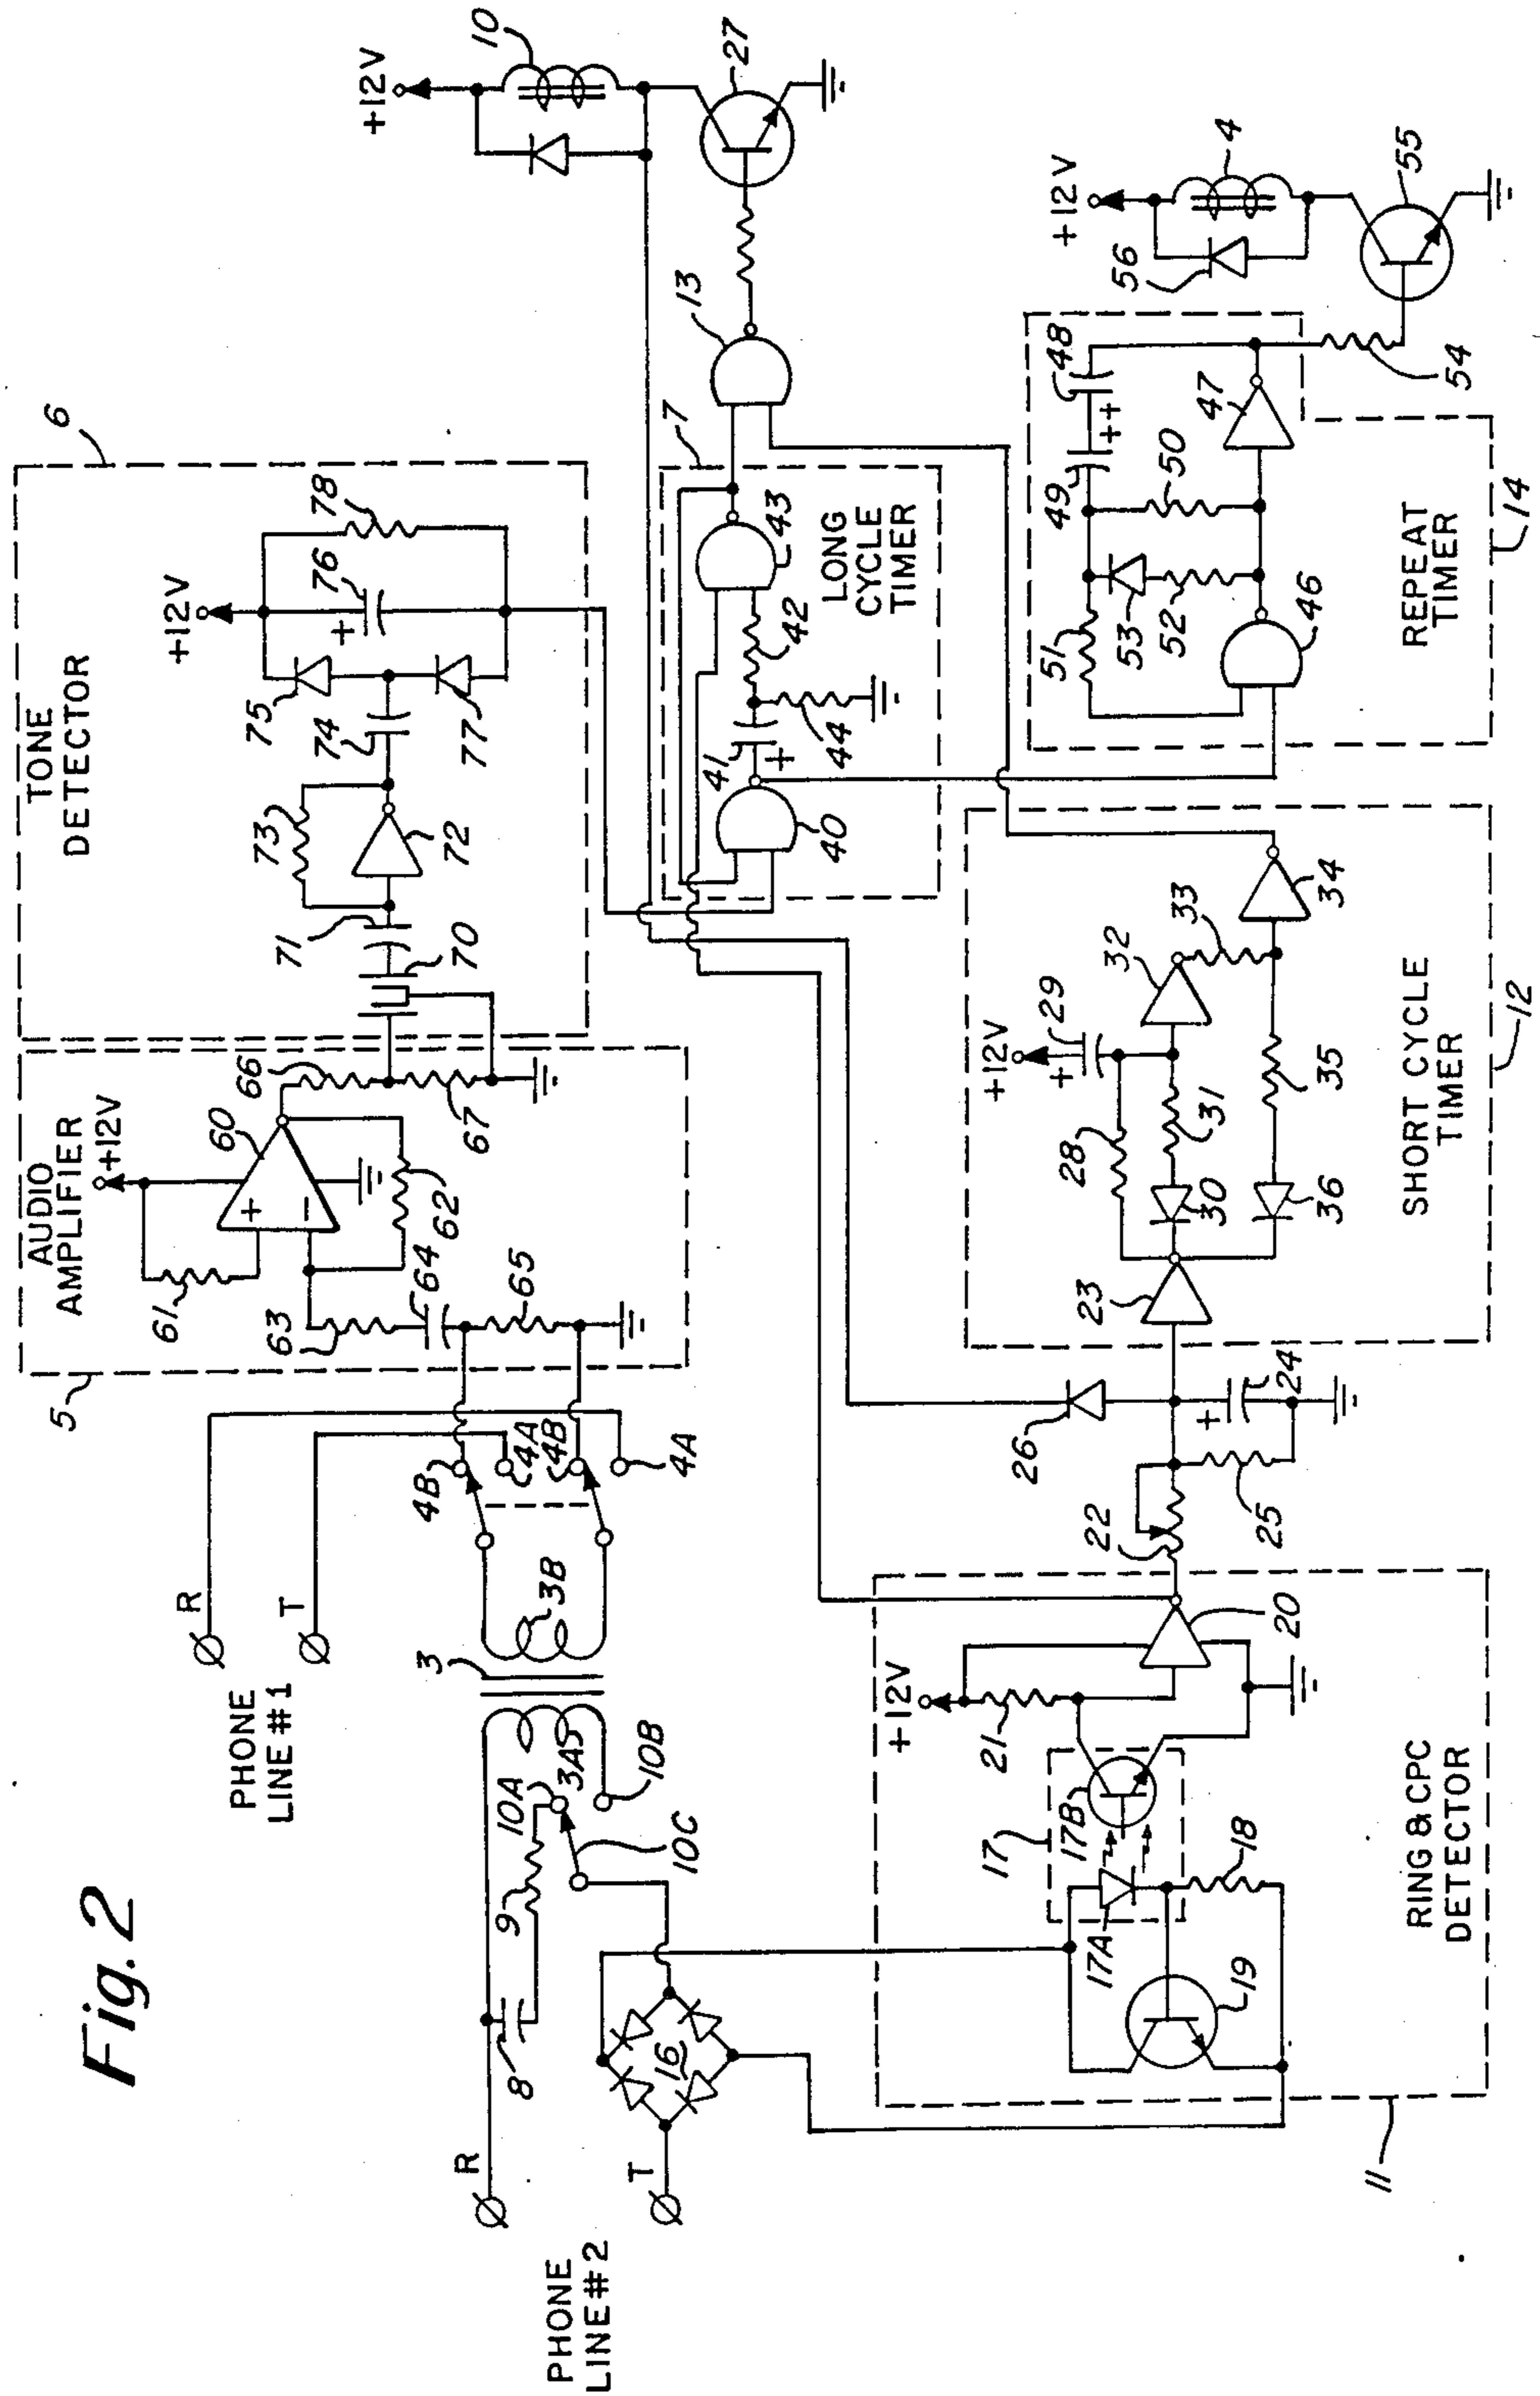 Fig. 2
PHONE
LINE #1
R
T
PHONE
LINE #2
R
T
8
9
10A
3A
10B
10C
16
3
3B
4B
4A
4B
4A
5
AUDIO
AMPLIFIER
+12V
60
61
62
63
64
65
66
67
TONE
DETECTOR
6
+12V
70
71
72
73
74
75
76
+
77
78
+12V
10
27
13
7
LONG
CYCLE
TIMER
40
41
+
42
43
44
RING & CPC
DETECTOR
11
+12V
17
17A
17B
18
19
20
21
22
24
+
25
26
SHORT CYCLE
TIMER
12
+12V
23
28
29
+
30
31
32
33
34
35
36
REPEAT
TIMER
14
46
47
48
49
++
50
51
52
53
54
+12V
4
55
56
+
−